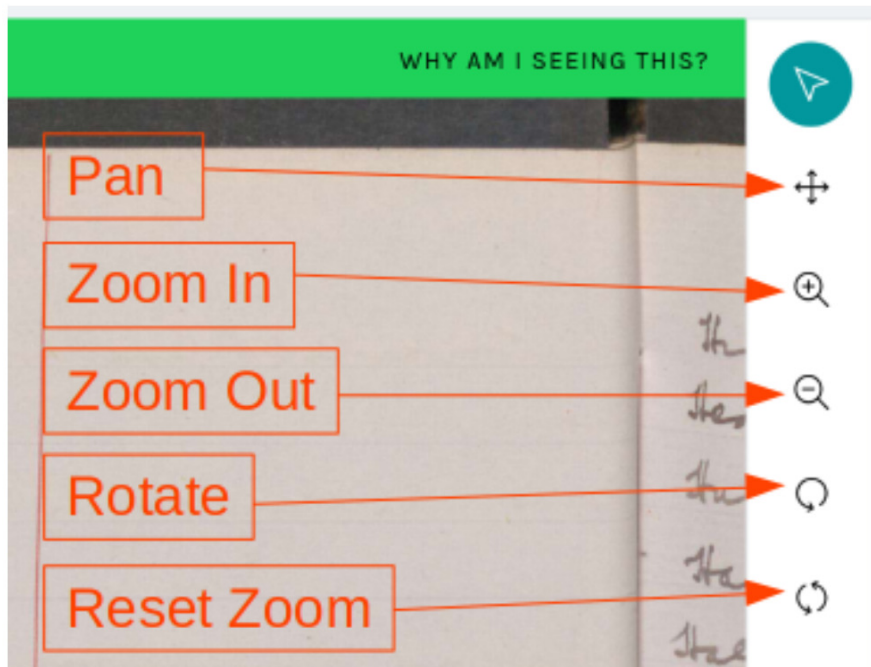 WHY AM I SEEING THIS?
Pan
Zoom In
Zoom Out
Rotate
Reset Zoom